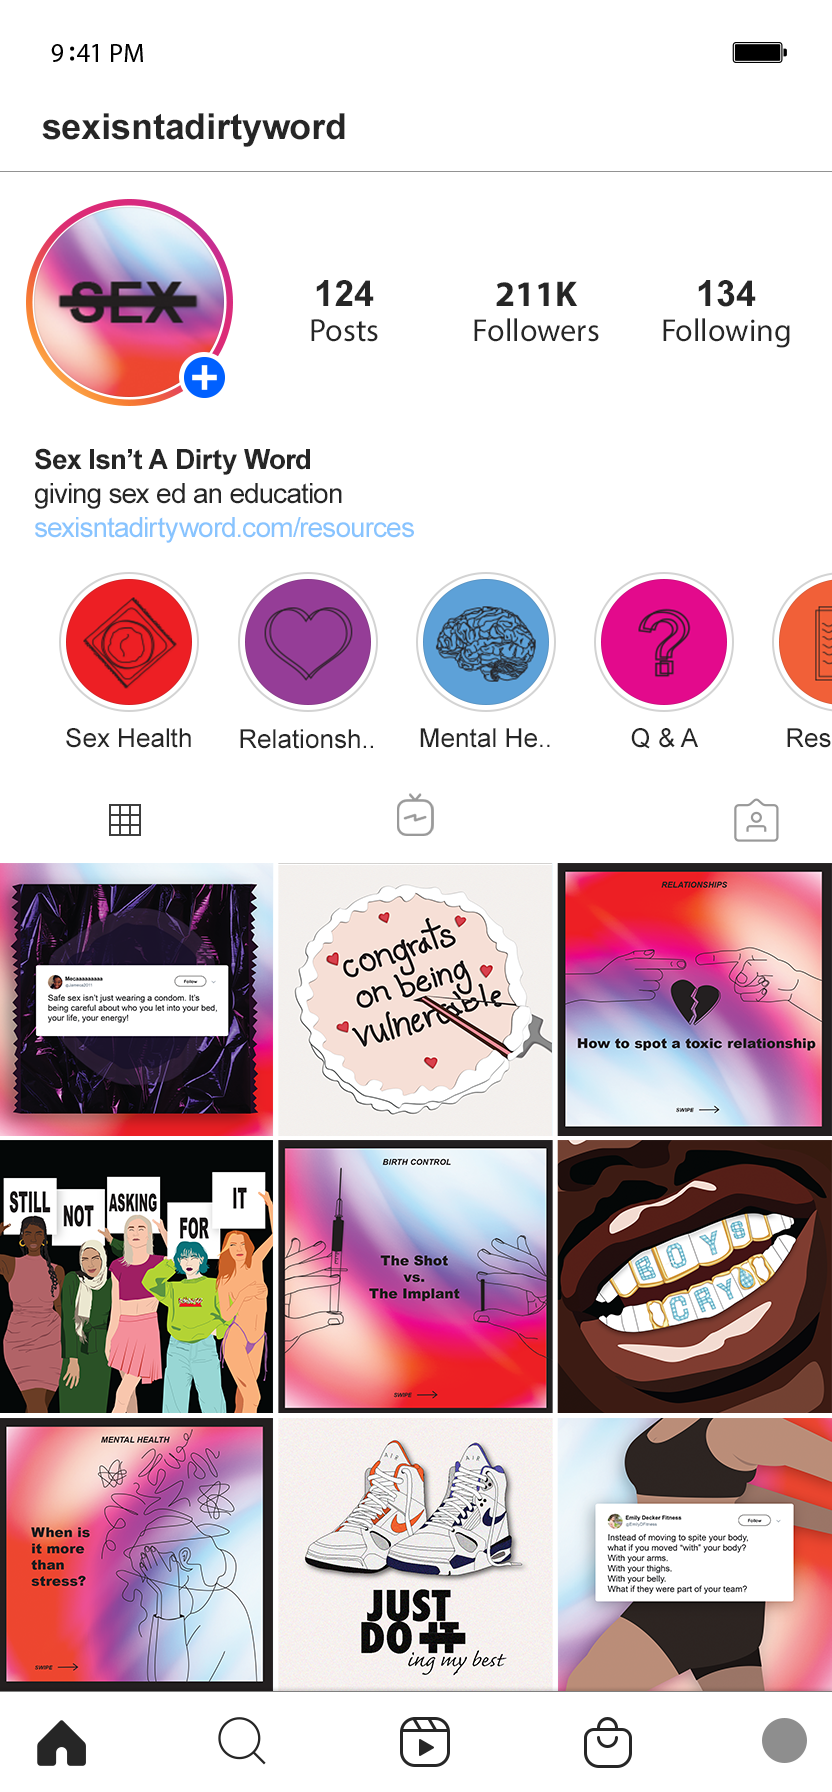 9:41 PM
sexisntadirtyword
SEX
124
Posts
211K
Followers
134
Following
Sex Isn't A Dirty Word
giving sex ed an education
sexisntadirtyword.com/resources
Sex Health
Relationsh..
Mental He..
Q & A
Res
Mecaaaaaaaaa
Follow
Safe sex isn't just wearing a condom. It's
being careful about who you let into your bed,
your life, your energy!
congrats
on being
vulnerable
RELATIONSHIPS
How to spot a toxic relationship
SWIPE
STILL
NOT
ASKING
FOR
IT
BIRTH CONTROL
The Shot
vs.
The Implant
SWIPE
BOYS
CRY
MENTAL HEALTH
When is
it more
than
stress?
SWIPE
AIR
AIR
JUST
DO IT
ing my best
Emily Decker Fitness
@EmilyDFitness
Follow
Instead of moving to spite your body,
what if you moved "with" your body?
With your arms.
With your thighs.
With your belly.
What if they were part of your team?